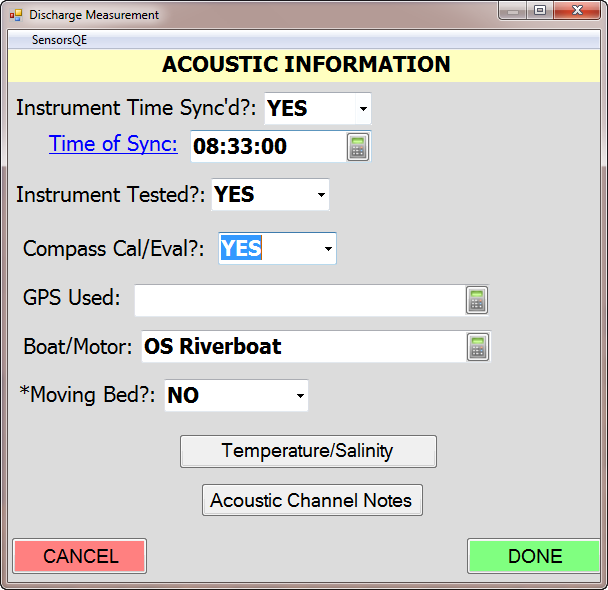 Discharge Measurement
SensorsQE
ACOUSTIC INFORMATION
Instrument Time Sync'd?: YES
Time of Sync: 08:33:00
Instrument Tested?: YES
Compass Cal/Eval?: YES
GPS Used:
Boat/Motor: OS Riverboat
*Moving Bed?: NO
Temperature/Salinity
Acoustic Channel Notes
CANCEL DONE